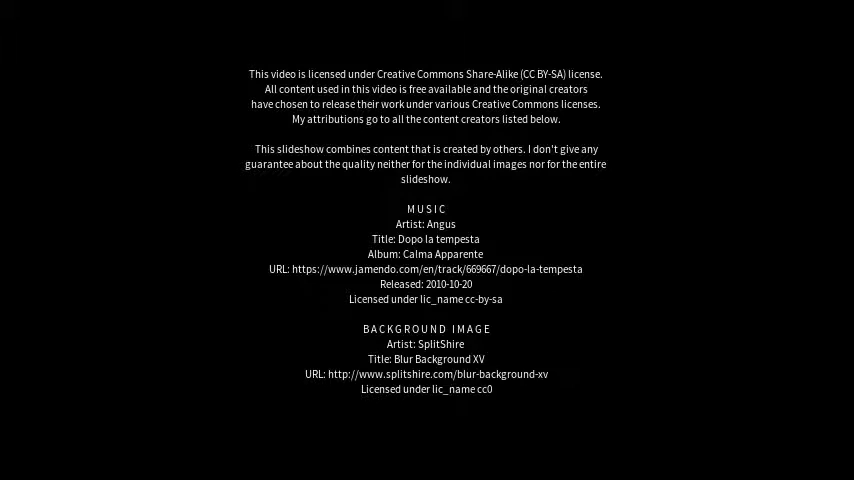 This video is licensed under Creative Commons Share-Alike (CC BY-SA) license.
All content used in this video is free available and the original creators
have chosen to release their work under various Creative Commons licenses.
My attributions go to all the content creators listed below.
This slideshow combines content that is created by others. I don't give any
guarantee about the quality neither for the individual images nor for the entire
slideshow.
MUSIC
Artist: Angus
Title: Dopo la tempesta
Album: Calma Apparente
URL: https://www.jamendo.com/en/track/669667/dopo-la-tempesta
Released: 2010-10-20
Licensed under lic_name cc-by-sa
BACKGROUND IMAGE
Artist: SplitShire
Title: Blur Background XV
URL: http://www.splitshire.com/blur-background-xv
Licensed under lic_name cc0